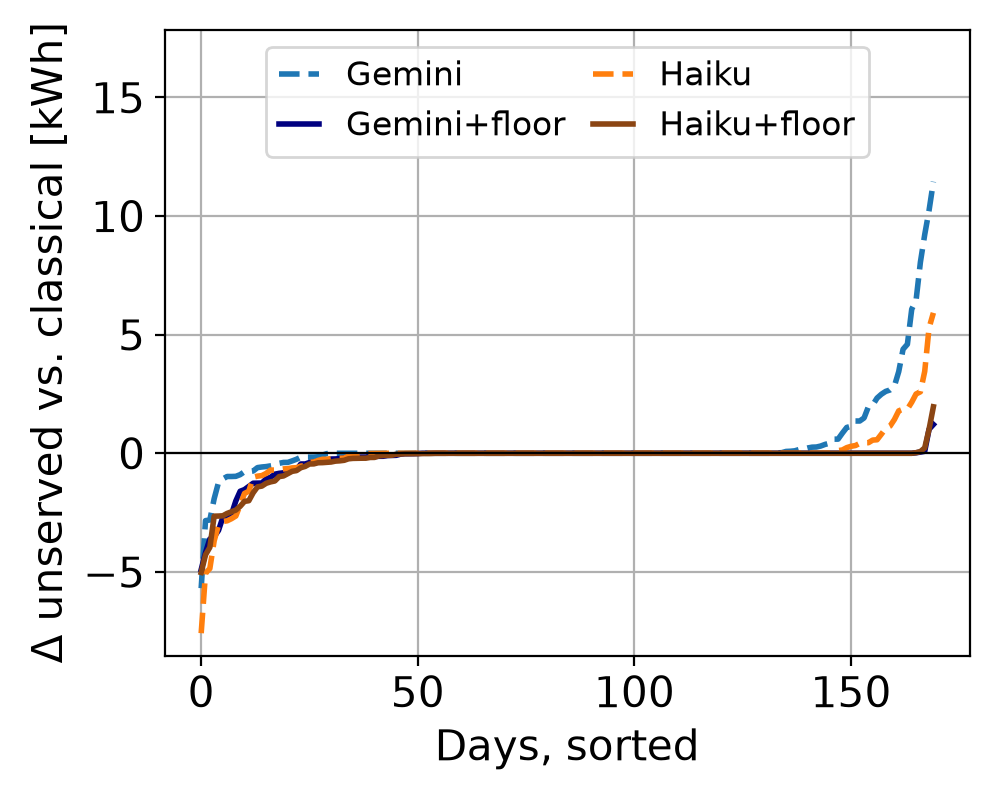 Δ unserved vs. classical [kWh]
15
10
5
0
−5
Gemini
Haiku
Gemini+floor
Haiku+floor
0
50
100
150
Days, sorted